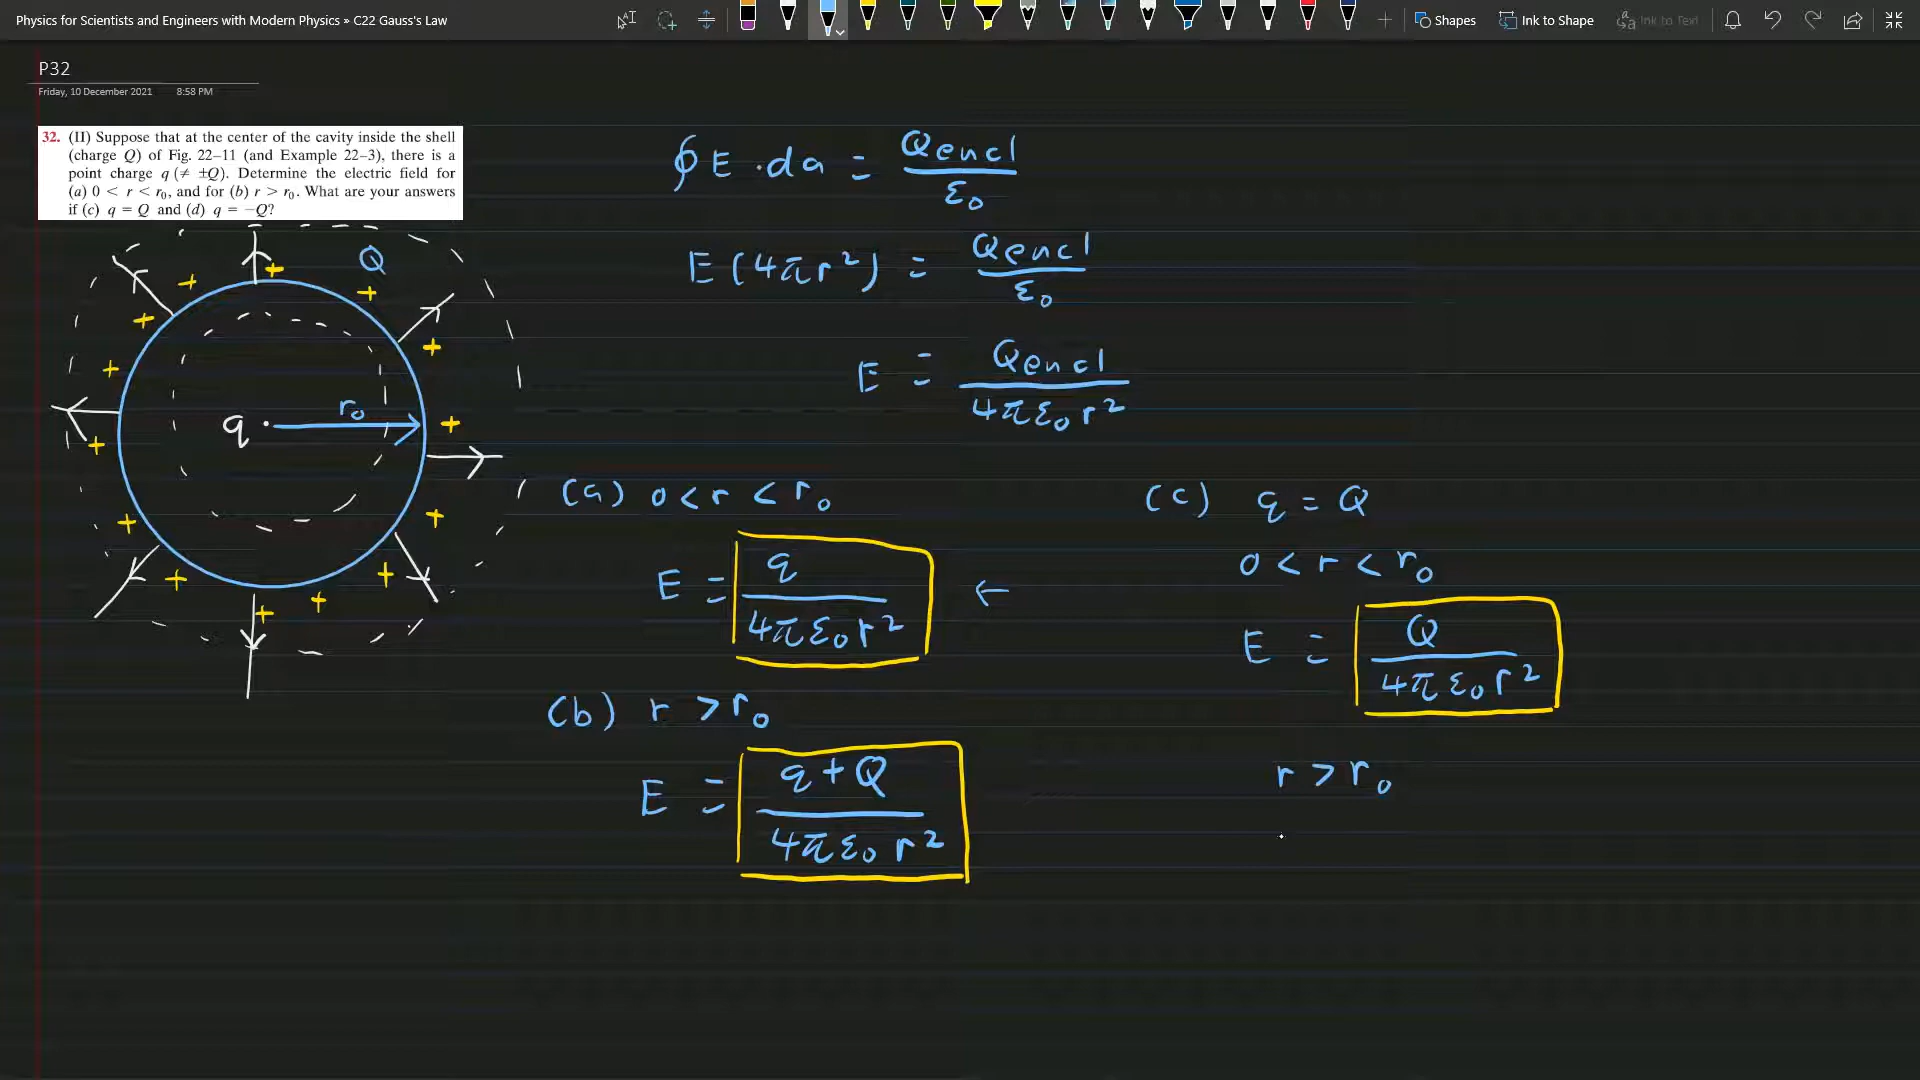 Physics for Scientists and Engineers with Modern Physics » C22 Gauss's Law
Shapes
Ink to Shape
Ink to Text
P32
Friday, 10 December 2021 8:58 PM
32. (II) Suppose that at the center of the cavity inside the shell
(charge Q) of Fig. 22–11 (and Example 22–3), there is a
point charge q (≠ ±Q). Determine the electric field for
(a) 0 < r < r₀, and for (b) r > r₀. What are your answers
if (c) q = Q and (d) q = −Q?
Q
q
r₀
∮ E · da = Qencl / ε₀
E (4πr²) = Qencl / ε₀
E = Qencl / 4πε₀r²
(a) 0 < r < r₀
E = q / 4πε₀r² ←
(b) r > r₀
E = q + Q / 4πε₀r²
(c) q = Q
0 < r < r₀
E = Q / 4πε₀r²
r > r₀